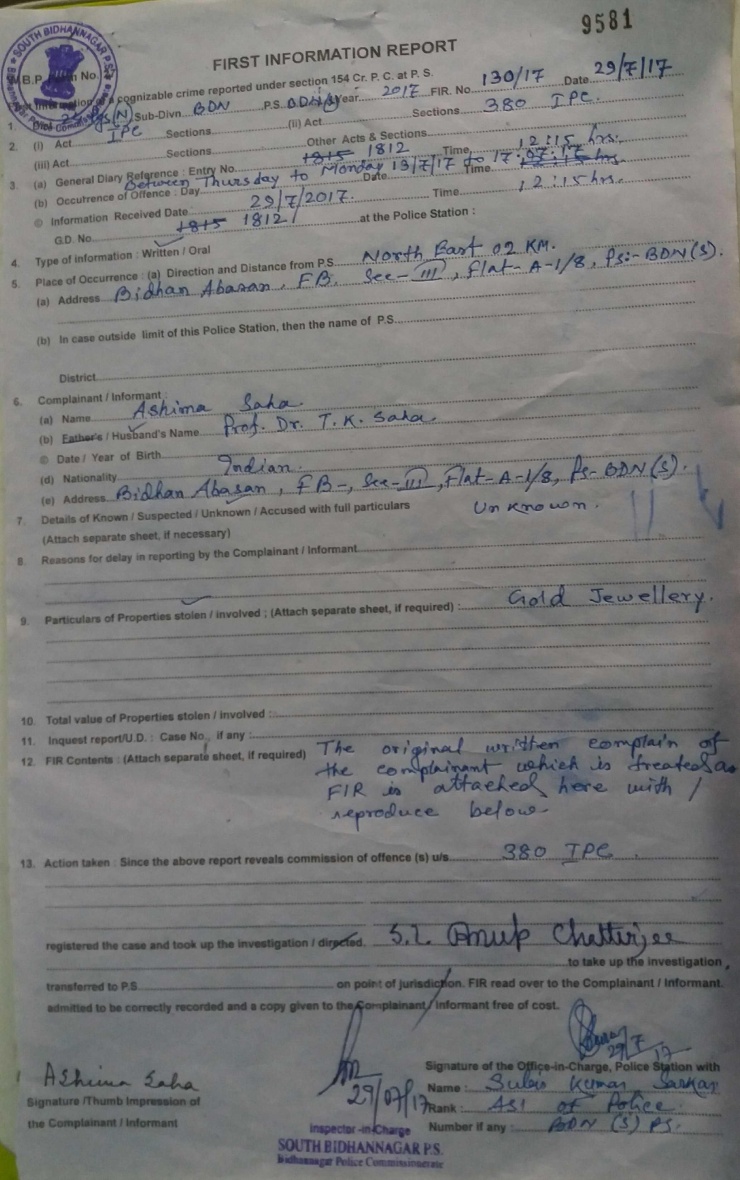 9581
SOUTH BIDHANNAGAR P.S.
FIRST INFORMATION REPORT
W.B.P. Form No.
First Information of a cognizable crime reported under section 154 Cr. P. C. at P. S.
1. Dist. 24 Pgs (N) Sub-Divn. BDN P.S. BDN(S) Year 2017 FIR. No. 130/17 Date 29/7/17
2. (i) Act IPC Sections (ii) Act Sections 380 IPC.
(iii) Act Sections Other Acts & Sections
3. (a) General Diary Reference : Entry No. 1815 1812 Time 12:15 hrs.
(b) Occutrence of Offence : Day Between Thursday to Monday Date 13/7/17 to 17:07:17 Time
© Information Received Date 29/7/2017. Time 12:15 hrs.
G.D. No. 1815 1812 at the Police Station :
4. Type of information : Written / Oral
5. Place of Occurrence : (a) Direction and Distance from P.S. North East 02 KM.
(a) Address Bidhan Abasan, FB. Sec-III, Flat-A-1/8, Ps:- BDN(S).
(b) In case outside limit of this Police Station, then the name of P.S.
District
6. Complainant / Informant :
(a) Name Ashima Saha
(b) Father's / Husband's Name Prof. Dr. T. K. Saha.
© Date / Year of Birth
(d) Nationality Indian.
(e) Address Bidhan Abasan, FB-, Sec-III, Flat-A-1/8, Ps-BDN(S).
7. Details of Known / Suspected / Unknown / Accused with full particulars Unknown.
(Attach separate sheet, if necessary)
8. Reasons for delay in reporting by the Complainant / Informant
9. Particulars of Properties stolen / involved ; (Attach separate sheet, if required) : Gold Jewellery.
10. Total value of Properties stolen / involved :
11. Inquest report/U.D. : Case No., if any :
12. FIR Contents : (Attach separate sheet, if required) The original written complain of
the complainant which is treated as
FIR is attached here with /
reproduce below.
13. Action taken : Since the above report reveals commission of offence (s) u/s 380 IPC.
registered the case and took up the investigation / directed S.I. Anup Chatterjee
to take up the investigation,
transferred to P.S. on point of jurisdiction. FIR read over to the Complainant / Informant.
admitted to be correctly recorded and a copy given to the Complainant / Informant free of cost.
29/7/17
Signature of the Office-in-Charge, Police Station with
Ashima Saha
Signature /Thumb Impression of
the Complainant / Informant
29/07/17
Inspector-in-Charge
SOUTH BIDHANNAGAR P.S.
Bidhannagar Police Commissionerate
Name : Kumar Sarkar
Rank : ASI of Police.
Number if any : BDN (S) PS.